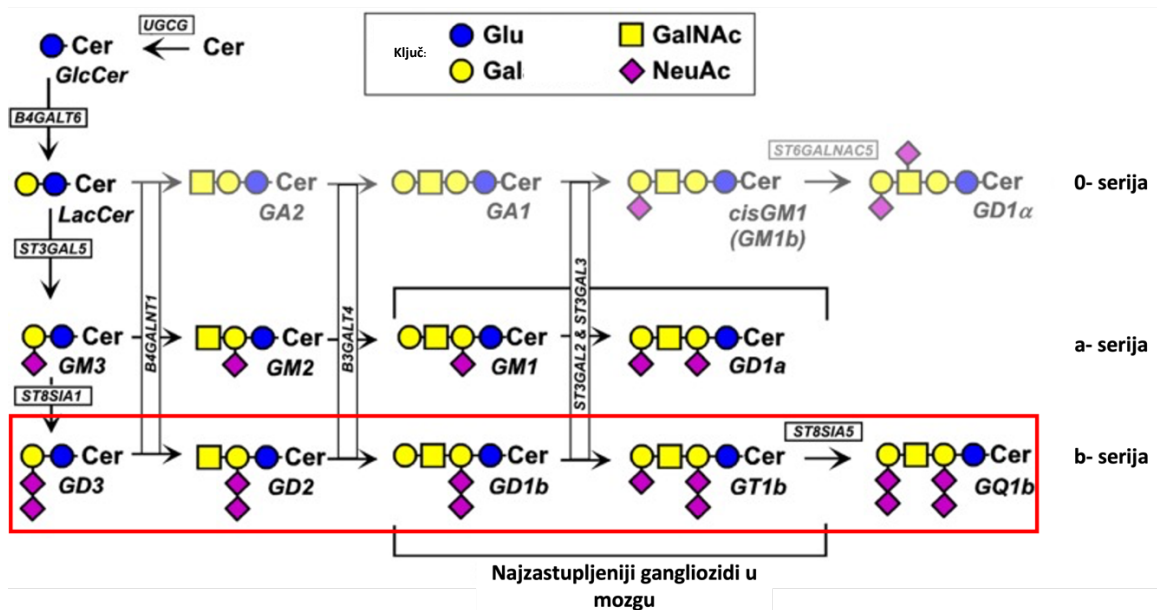 UGCG
Cer
Cer
GlcCer
Ključ:
Glu
GalNAc
Gal
NeuAc
B4GALT6
Cer
LacCer
Cer
GA2
Cer
GA1
Cer
cisGM1
(GM1b)
ST6GALNAC5
Cer
GD1α
0- serija
ST3GAL5
B4GALNT1
B3GALT4
ST3GAL2 & ST3GAL3
Cer
GM3
Cer
GM2
Cer
GM1
Cer
GD1a
a- serija
ST8SIA1
Cer
GD3
Cer
GD2
Cer
GD1b
Cer
GT1b
ST8SIA5
Cer
GQ1b
b- serija
Najzastupljeniji gangliozidi u
mozgu